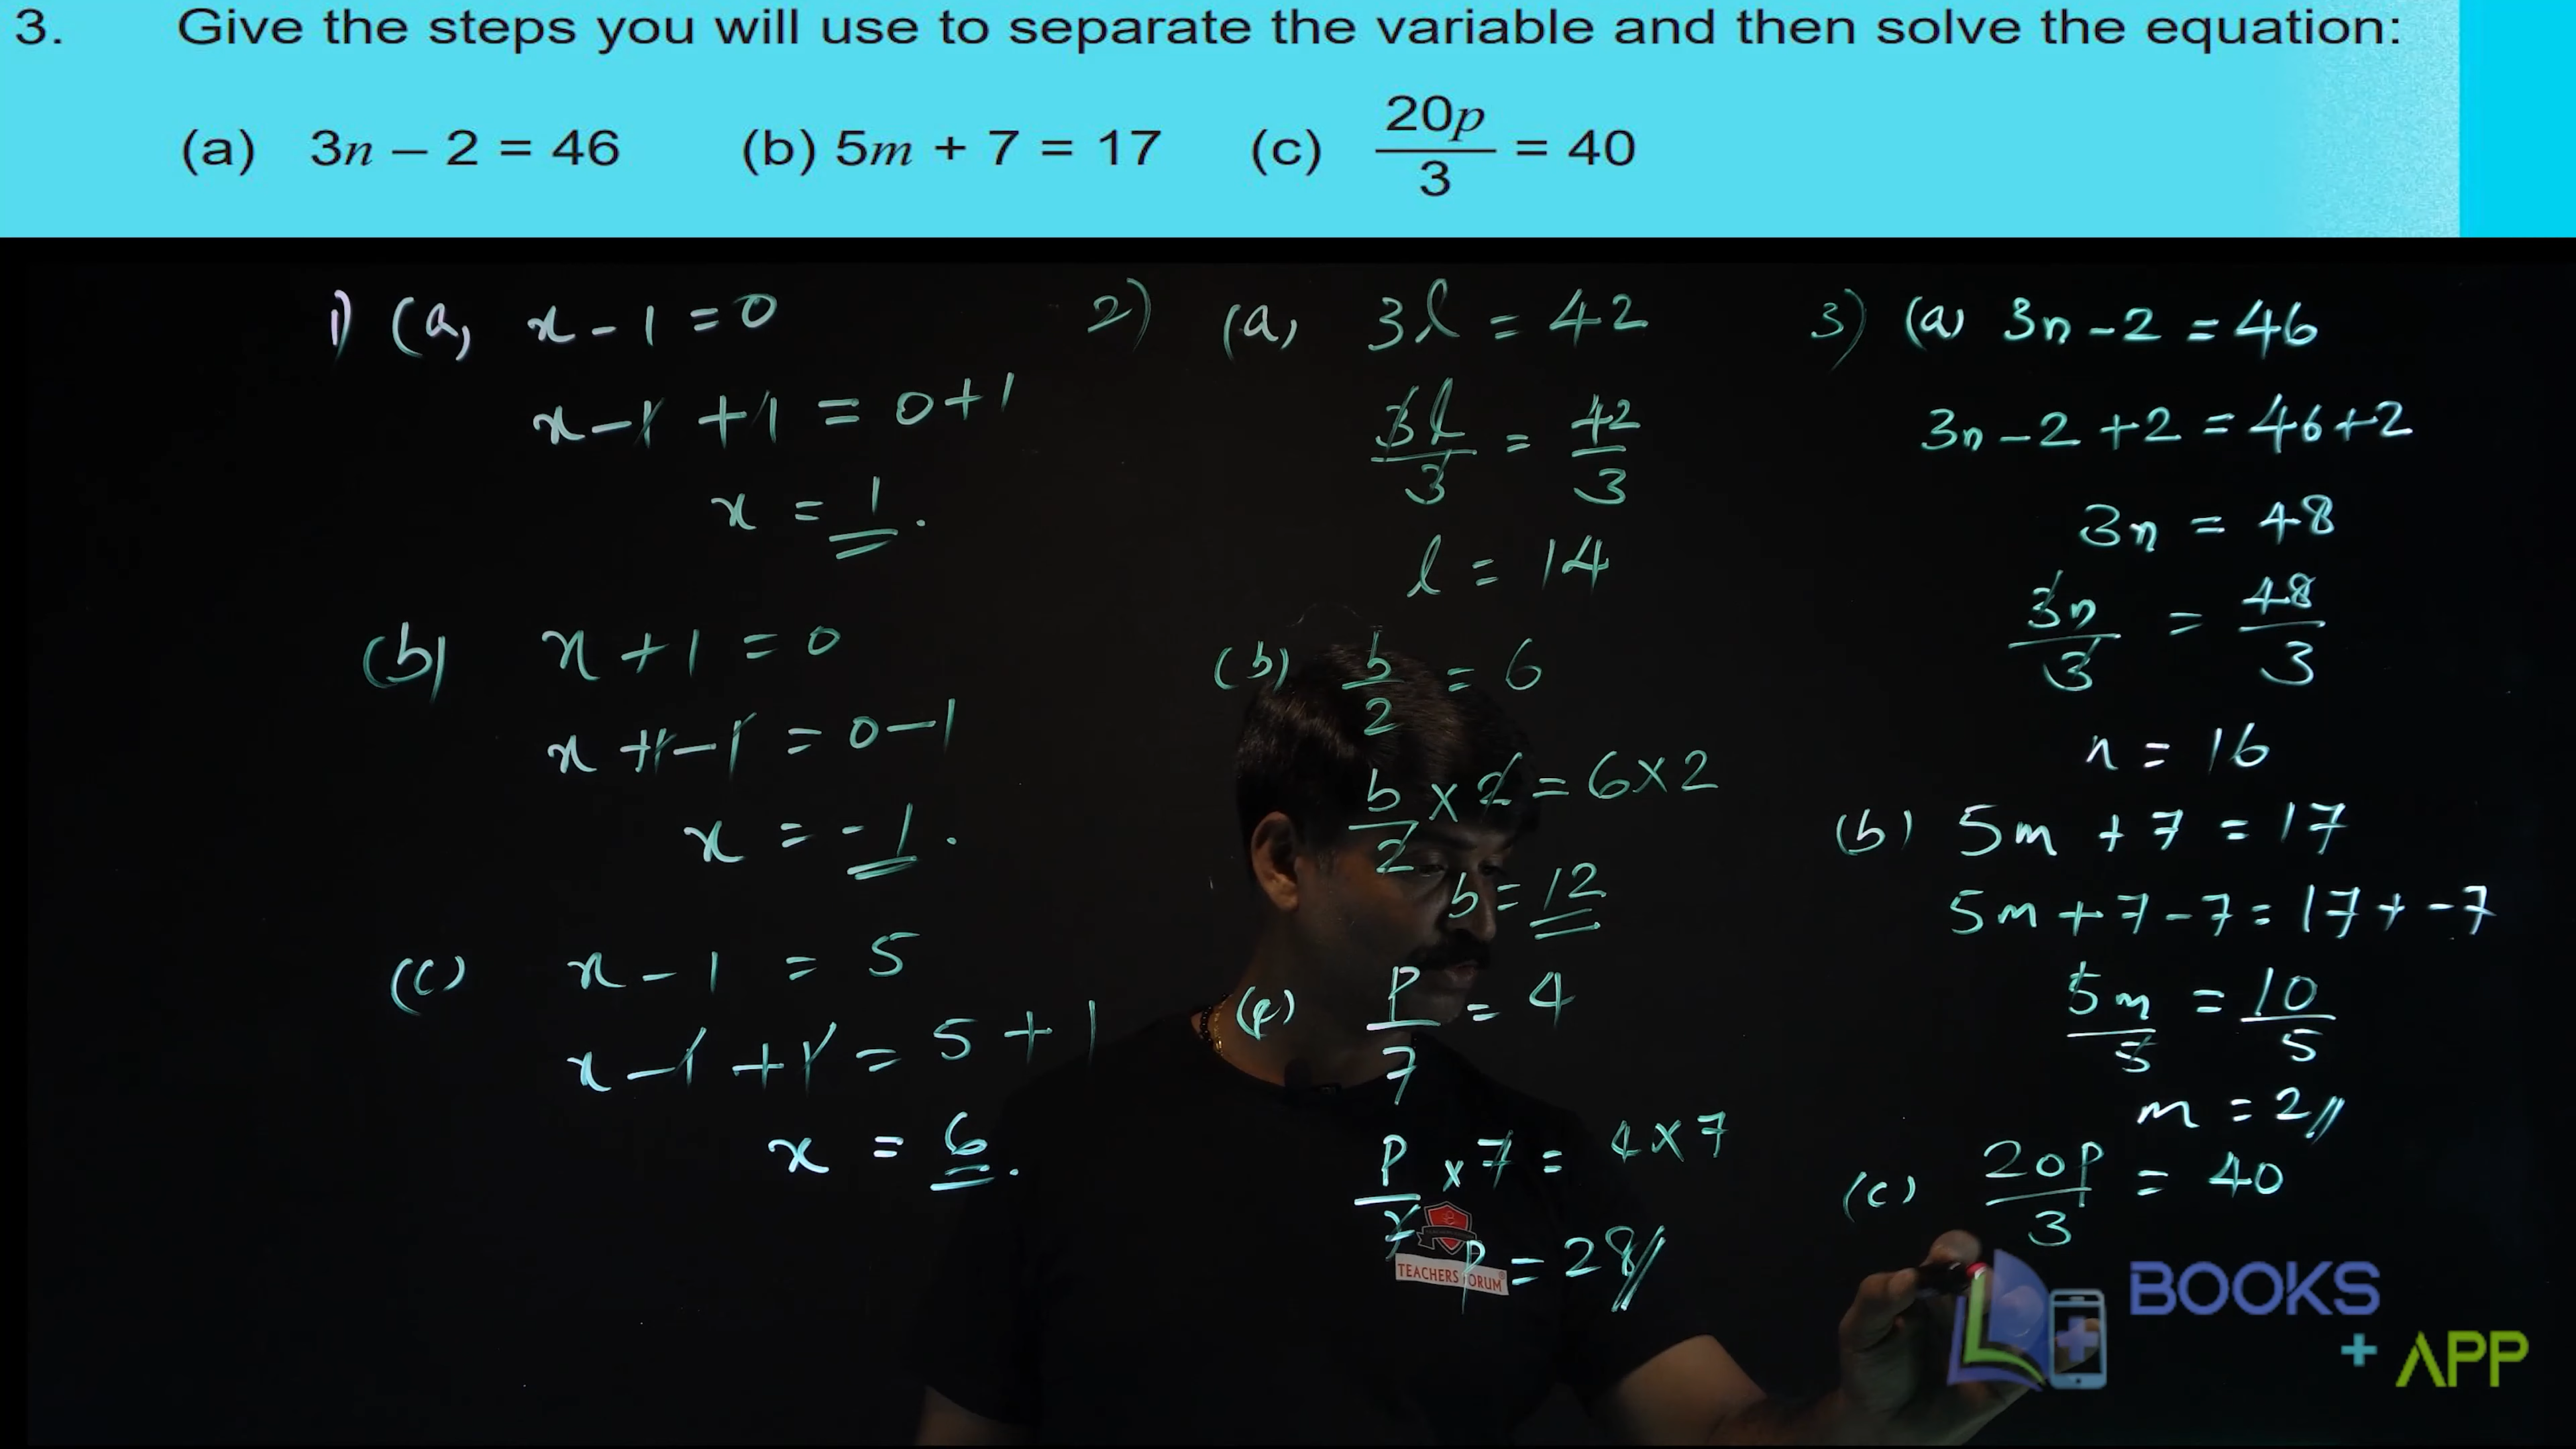 3. Give the steps you will use to separate the variable and then solve the equation:
(a) 3n – 2 = 46 (b) 5m + 7 = 17 (c) 20p/3 = 40
1) (a) x - 1 = 0
x - 1 + 1 = 0 + 1
x = 1.
(b) x + 1 = 0
x + 1 - 1 = 0 - 1
x = -1.
(c) x - 1 = 5
x - 1 + 1 = 5 + 1
x = 6.
2) (a) 3l = 42
3l/3 = 42/3
l = 14
(b) b/2 = 6
b/2 x 2 = 6 x 2
b = 12
(c) p/7 = 4
p/7 x 7 = 4 x 7
p = 28//
3) (a) 3n - 2 = 46
3n - 2 + 2 = 46 + 2
3n = 48
3n/3 = 48/3
n = 16
(b) 5m + 7 = 17
5m + 7 - 7 = 17 + -7
5m/5 = 10/5
m = 2//
(c) 20p/3 = 40
TEACHERS FORUM
BOOKS
+ APP